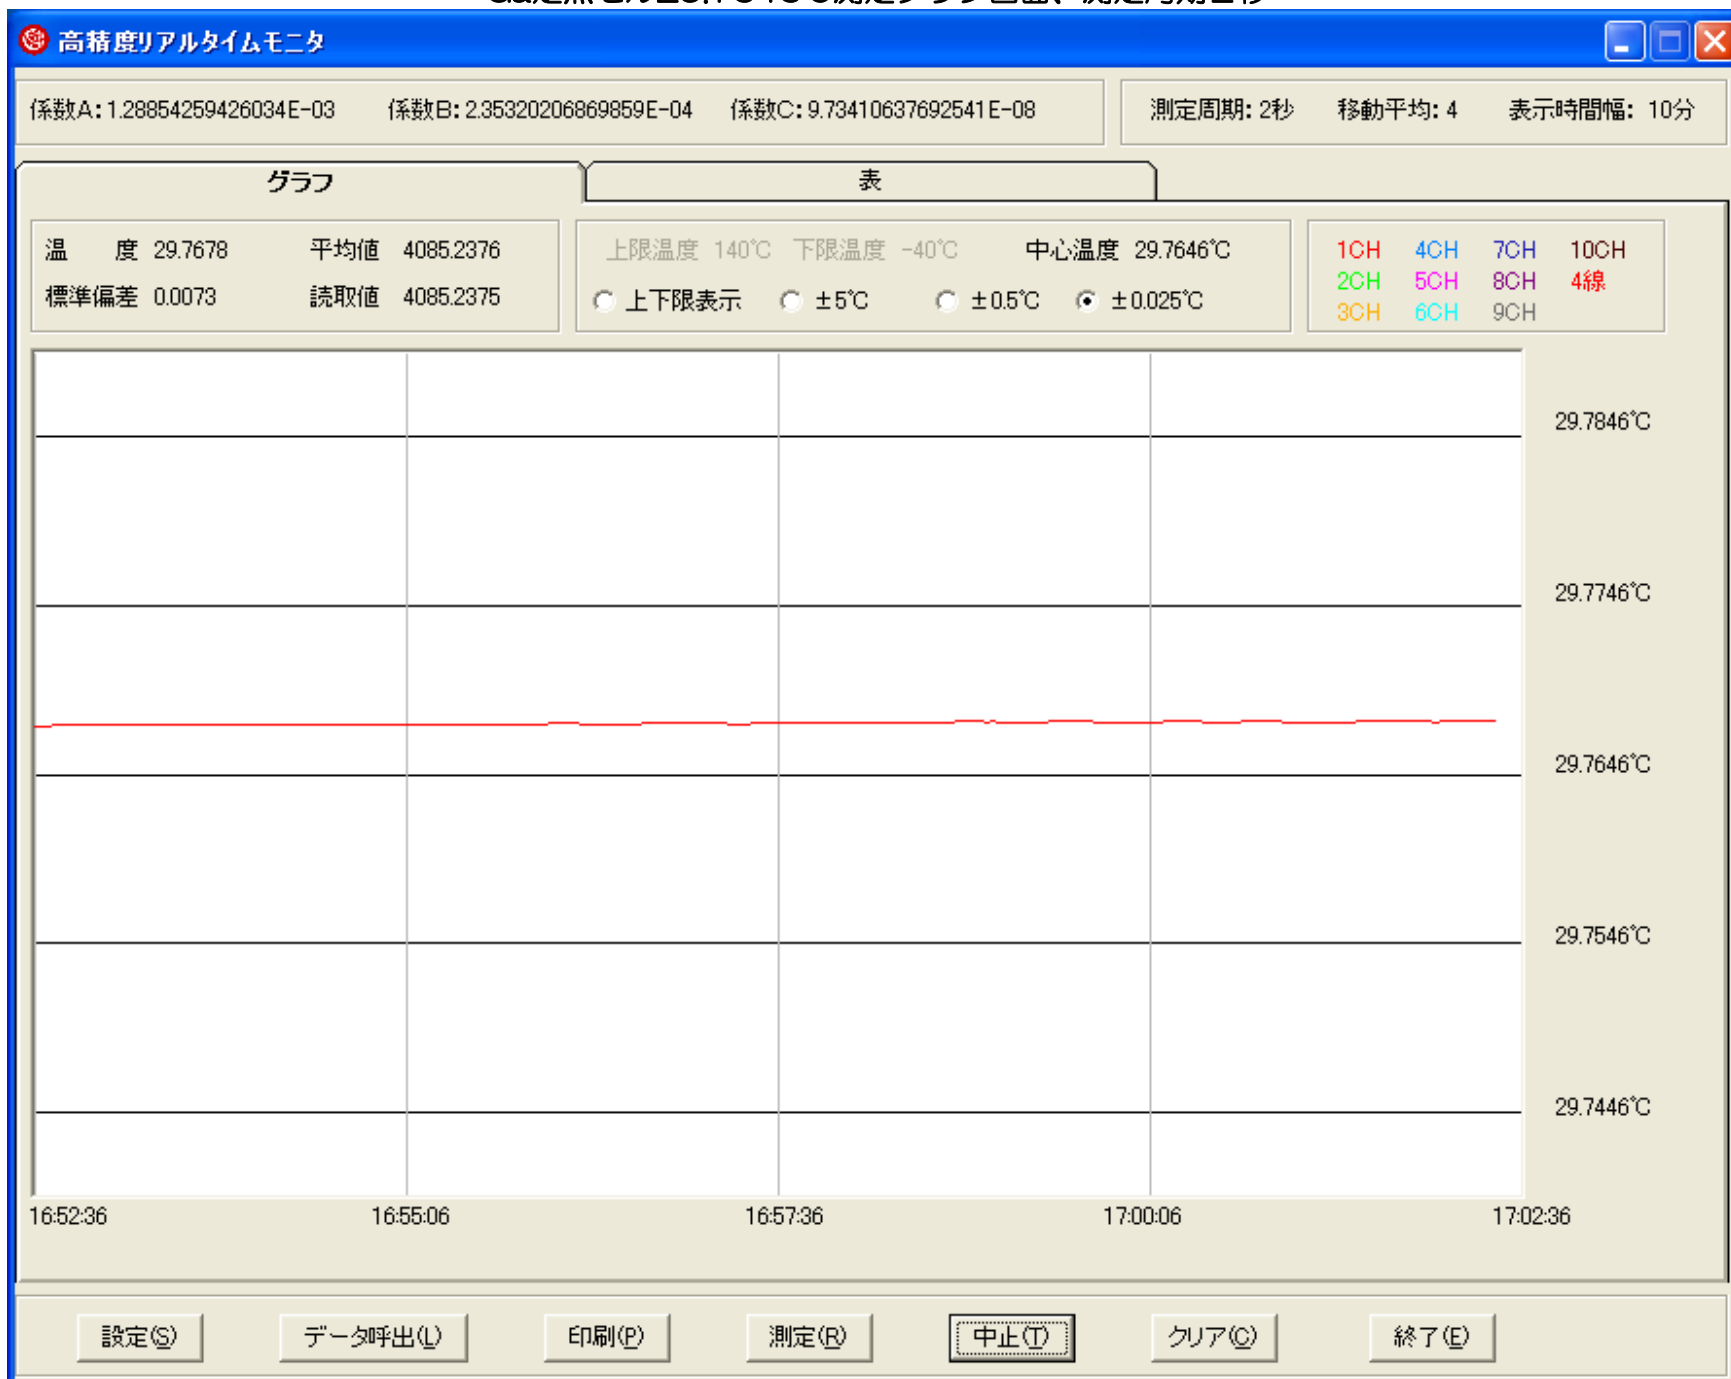 高精度リアルタイムモニタ
係数A: 1.28854259426034E-03 係数B: 2.35320206869859E-04 係数C: 9.73410637692541E-08 測定周期: 2秒 移動平均: 4 表示時間幅: 10分
グラフ 表
温 度 29.7678 平均値 4085.2376
標準偏差 0.0073 読取値 4085.2375
上限温度 140℃ 下限温度 -40℃ 中心温度 29.7646℃
上下限表示 ±5℃ ±0.5℃ ±0.025℃
1CH 4CH 7CH 10CH
2CH 5CH 8CH 4線
3CH 6CH 9CH
29.7846℃
29.7746℃
29.7646℃
29.7546℃
29.7446℃
16:52:36 16:55:06 16:57:36 17:00:06 17:02:36
設定(S) データ呼出(L) 印刷(P) 測定(R) 中止(T) クリア(C) 終了(E)